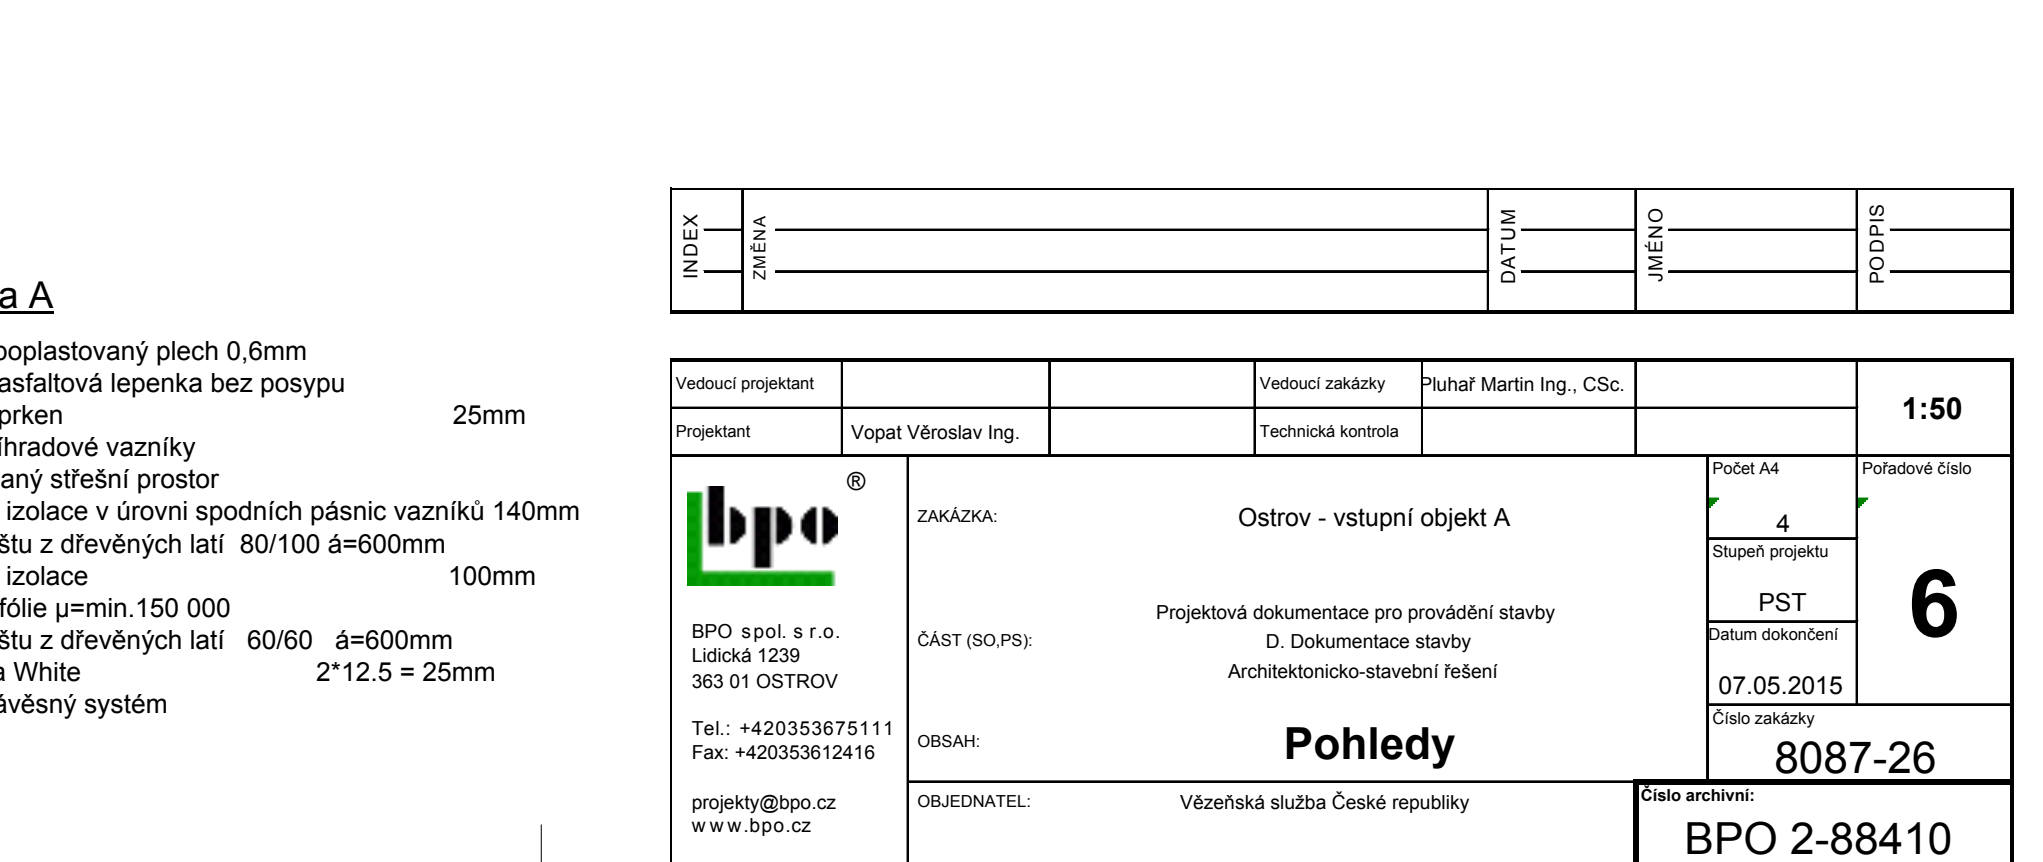 a A
poplastovaný plech 0,6mm
asfaltová lepenka bez posypu
prken 25mm
íhradové vazníky
aný střešní prostor
izolace v úrovni spodních pásnic vazníků 140mm
štu z dřevěných latí 80/100 á=600mm
izolace 100mm
fólie µ=min.150 000
štu z dřevěných latí 60/60 á=600mm
a White 2*12.5 = 25mm
ávěsný systém
INDEX
ZMĚNA
DATUM
JMÉNO
PODPIS
Vedoucí projektant
Vedoucí zakázky
Pluhař Martin Ing., CSc.
1:50
Projektant
Vopat Věroslav Ing.
Technická kontrola
bpo ®
BPO spol. s r.o.
Lidická 1239
363 01 OSTROV
Tel.: +420353675111
Fax: +420353612416
projekty@bpo.cz
www.bpo.cz
ZAKÁZKA:
Ostrov - vstupní objekt A
ČÁST (SO,PS):
Projektová dokumentace pro provádění stavby
D. Dokumentace stavby
Architektonicko-stavební řešení
OBSAH:
Pohledy
OBJEDNATEL:
Vězeňská služba České republiky
Počet A4
4
Stupeň projektu
PST
Datum dokončení
07.05.2015
Pořadové číslo
6
Číslo zakázky
8087-26
Číslo archivní:
BPO 2-88410